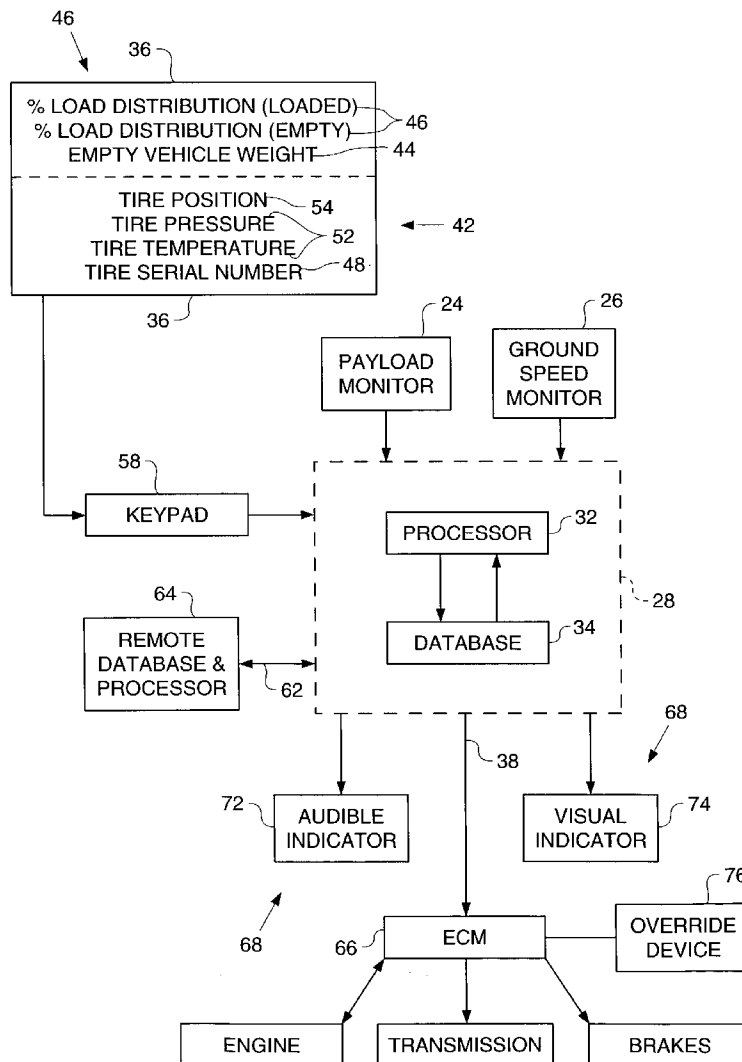 46
36
% LOAD DISTRIBUTION (LOADED)
% LOAD DISTRIBUTION (EMPTY)
46
EMPTY VEHICLE WEIGHT
44
TIRE POSITION
54
TIRE PRESSURE
52
TIRE TEMPERATURE
TIRE SERIAL NUMBER
48
42
36
24
26
PAYLOAD
MONITOR
GROUND
SPEED
MONITOR
58
KEYPAD
PROCESSOR
32
28
64
DATABASE
34
REMOTE
DATABASE &
PROCESSOR
62
38
68
72
AUDIBLE
INDICATOR
VISUAL
INDICATOR
74
68
76
66
ECM
OVERRIDE
DEVICE
ENGINE
TRANSMISSION
BRAKES